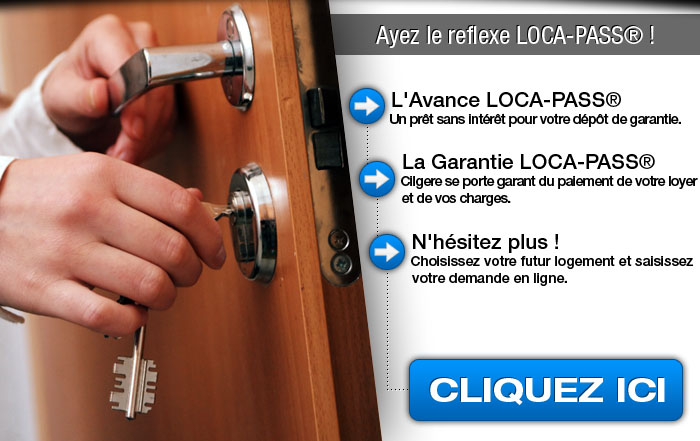 Ayez le reflexe LOCA-PASS® !
L'Avance LOCA-PASS®
Un prêt sans intérêt pour votre dépôt de garantie.
La Garantie LOCA-PASS®
Cilgere se porte garant du paiement de votre loyer
et de vos charges.
N'hésitez plus !
Choisissez votre futur logement et saisissez
votre demande en ligne.
CLIQUEZ ICI